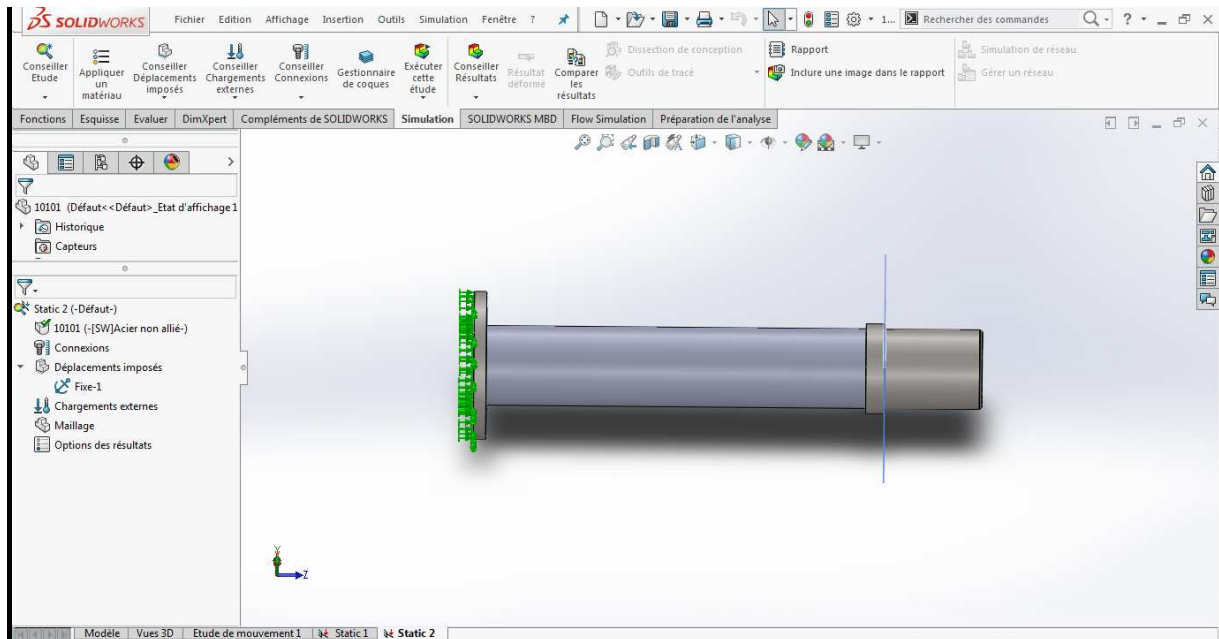 SOLIDWORKS Fichier Edition Affichage Insertion Outils Simulation Fenêtre ? 1... Rechercher des commandes ?
Conseiller Etude
Appliquer un matériau
Conseiller Déplacements imposés
Conseiller Chargements externes
Conseiller Connexions
Gestionnaire de coques
Exécuter cette étude
Conseiller Résultats
Résultat déformé
Comparer les résultats
Dissection de conception
Outils de tracé
Rapport
Inclure une image dans le rapport
Simulation de réseau
Gérer un réseau
Fonctions Esquisse Evaluer DimXpert Compléments de SOLIDWORKS Simulation SOLIDWORKS MBD Flow Simulation Préparation de l'analyse
10101 (Défaut<<Défaut>_Etat d'affichage 1
Historique
Capteurs
Static 2 (-Défaut-)
10101 (-[SW]Acier non allié-)
Connexions
Déplacements imposés
Fixe-1
Chargements externes
Maillage
Options des résultats
Y
Z
Modèle Vues 3D Etude de mouvement 1 Static 1 Static 2